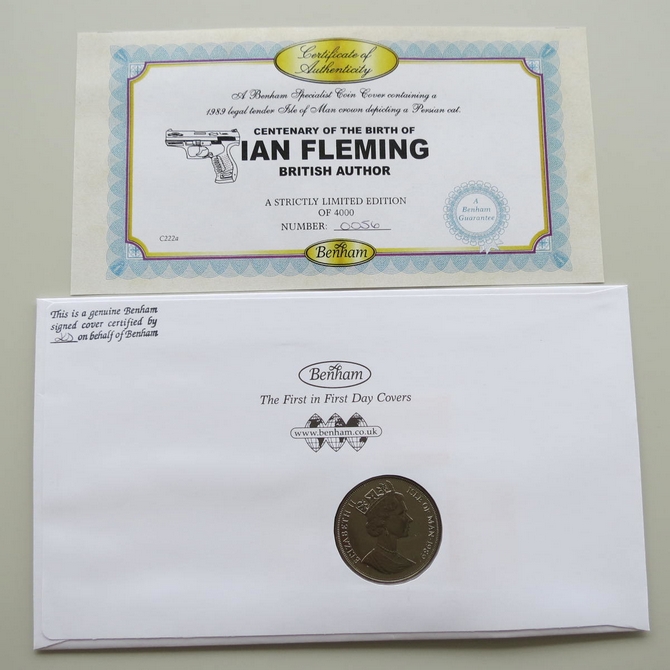 Certificate of
Authenticity
A Benham Specialist Coin Cover containing a
1989 legal tender Isle of Man crown depicting a Persian cat.
CENTENARY OF THE BIRTH OF
IAN FLEMING
BRITISH AUTHOR
A STRICTLY LIMITED EDITION
OF 4000
NUMBER: 0056
C222a
A
Benham
Guarantee
Benham
This is a genuine Benham
signed cover certified by
on behalf of Benham
Benham
The First in First Day Covers
www.benham.co.uk
ELIZABETH II
ISLE OF MAN 1989